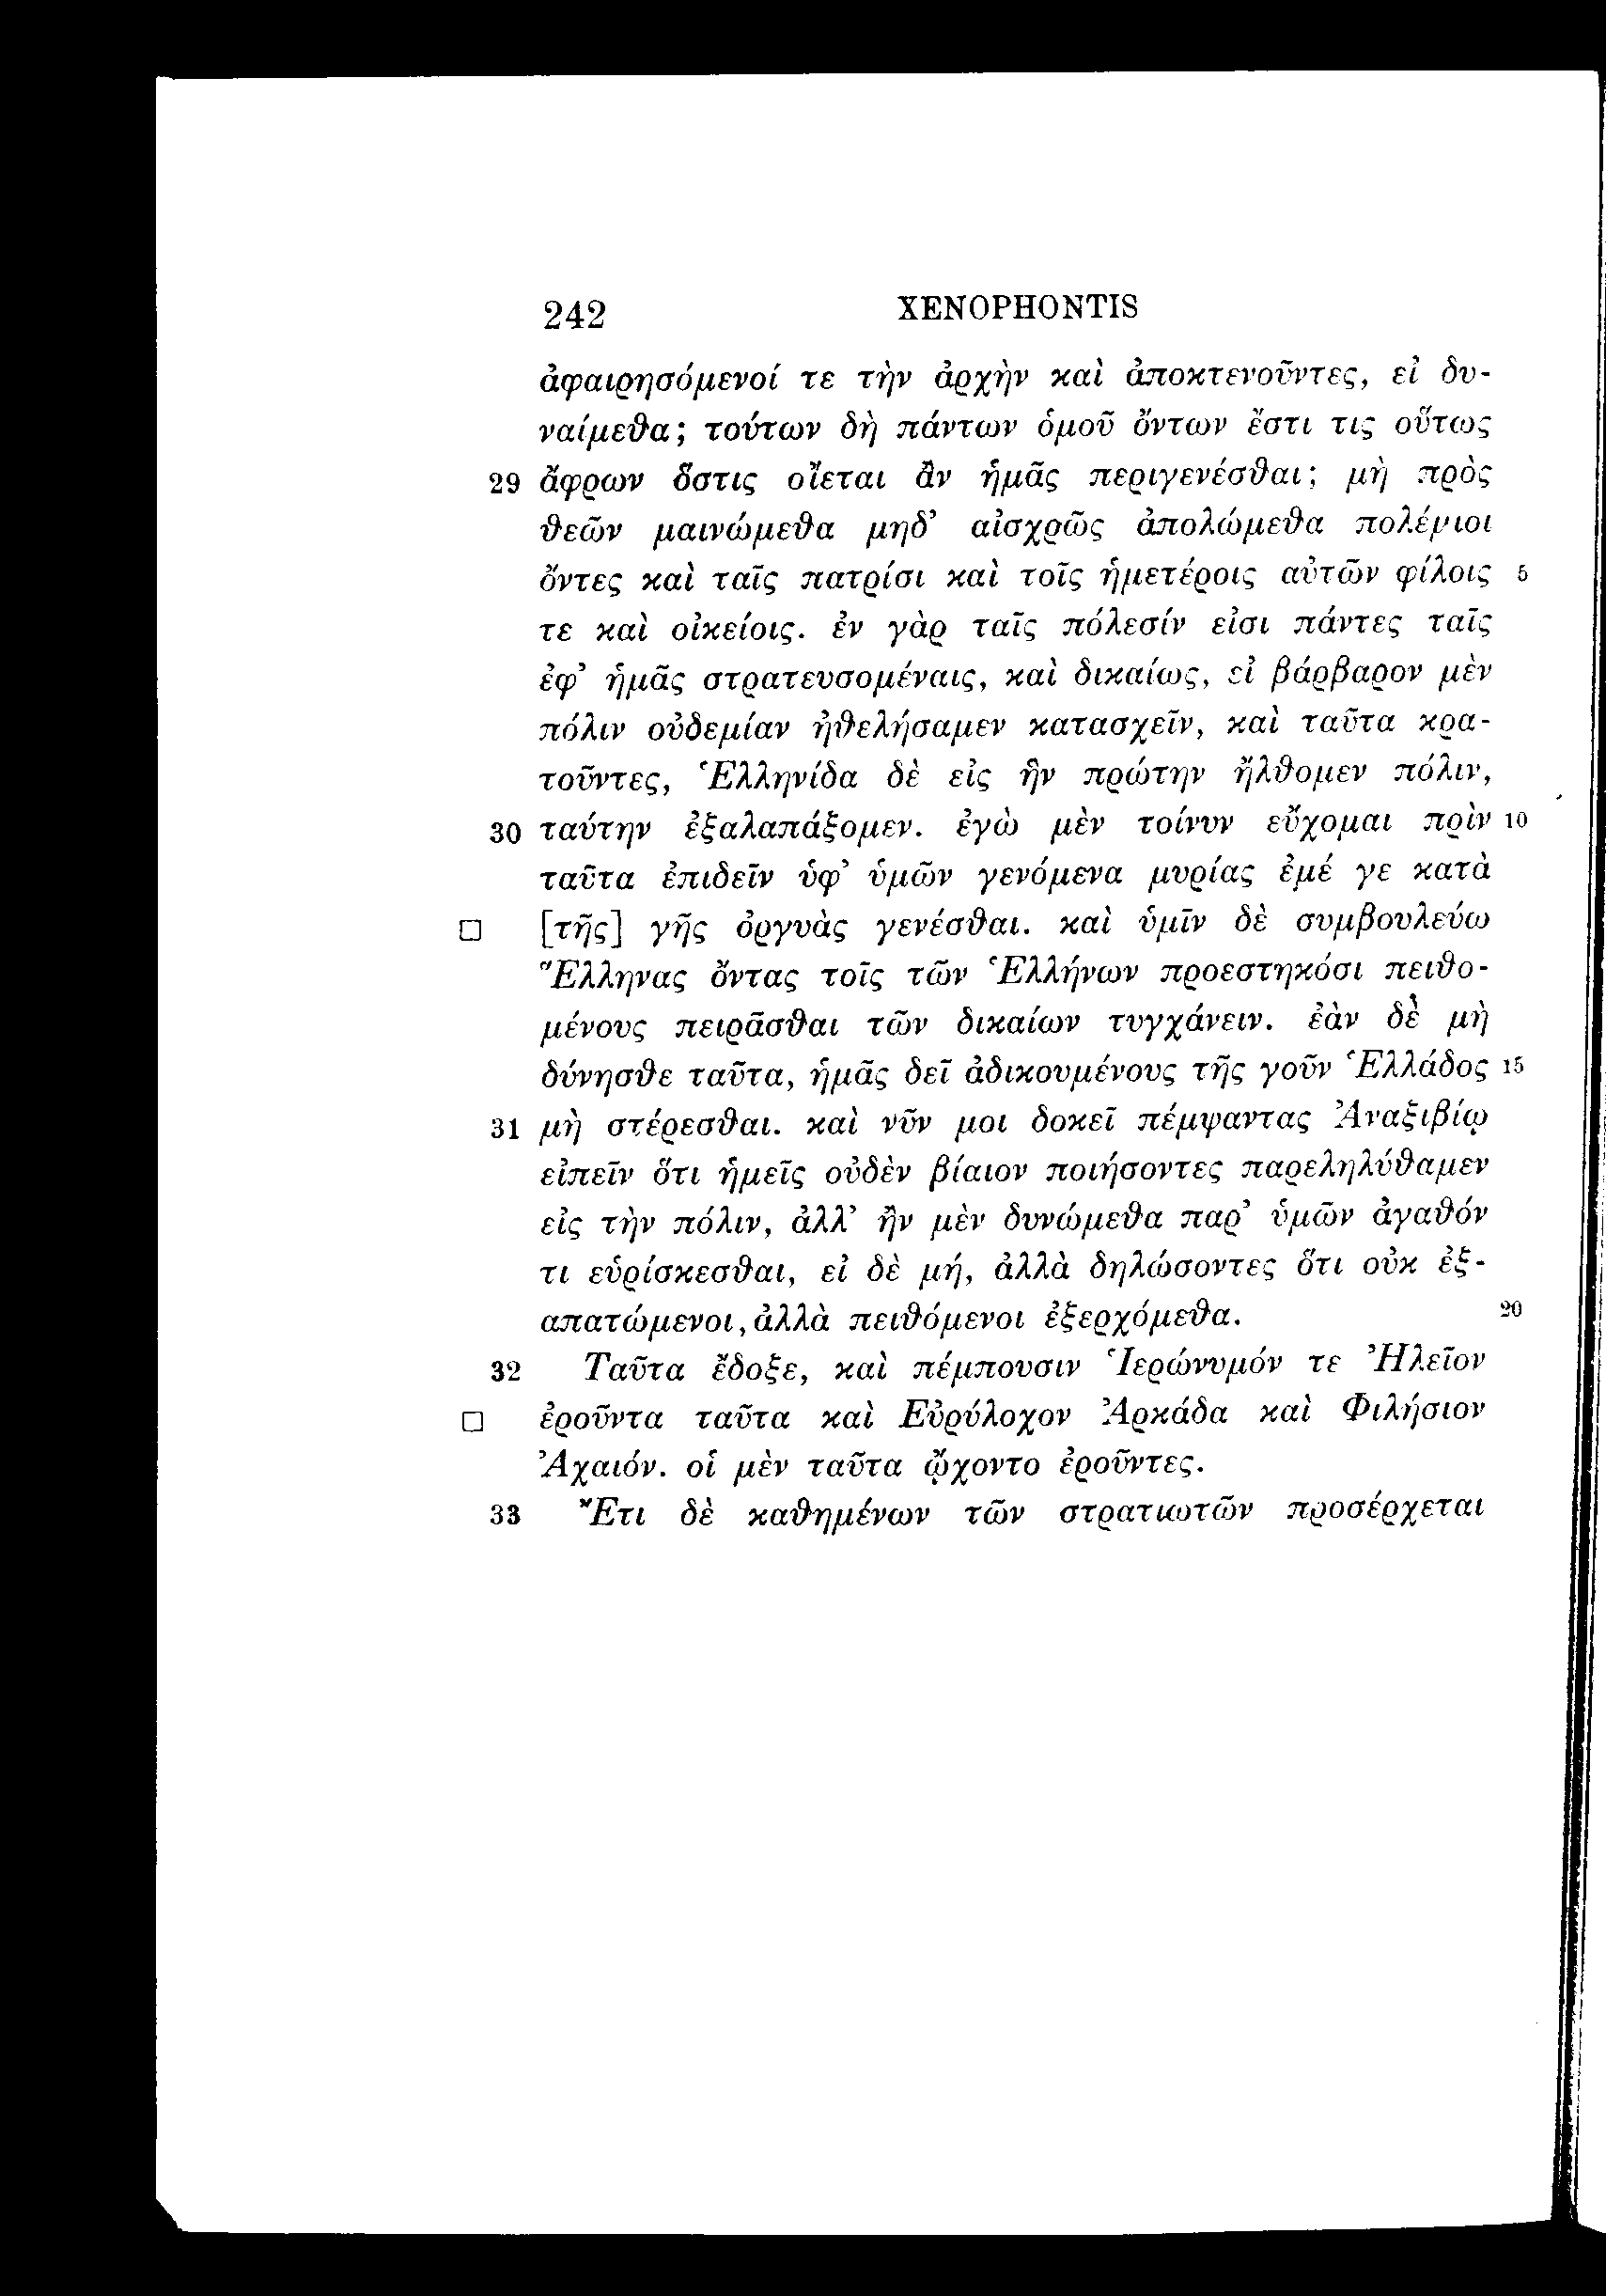 242 XENOPHONTIS
ἀφαιρησόμενοί τε τὴν ἀρχὴν καὶ ἀποκτενοῦντες, εἰ δυ-
ναίμεθα; τούτων δὴ πάντων ὁμοῦ ὄντων ἔστι τις οὕτως
29 ἄφρων ὅστις οἴεται ἂν ἡμᾶς περιγενέσθαι; μὴ πρὸς
θεῶν μαινώμεθα μηδ’ αἰσχρῶς ἀπολώμεθα πολέμιοι
ὄντες καὶ ταῖς πατρίσι καὶ τοῖς ἡμετέροις αὐτῶν φίλοις 5
τε καὶ οἰκείοις. ἐν γὰρ ταῖς πόλεσίν εἰσι πάντες ταῖς
ἐφ’ ἡμᾶς στρατευσομέναις, καὶ δικαίως, εἰ βάρβαρον μὲν
πόλιν οὐδεμίαν ἠθελήσαμεν κατασχεῖν, καὶ ταῦτα κρα-
τοῦντες, Ἑλληνίδα δὲ εἰς ἣν πρώτην ἤλθομεν πόλιν,
30 ταύτην ἐξαλαπάξομεν. ἐγὼ μὲν τοίνυν εὔχομαι πρὶν 10
ταῦτα ἐπιδεῖν ὑφ’ ὑμῶν γενόμενα μυρίας ἐμέ γε κατὰ
□ [τῆς] γῆς ὀργυὰς γενέσθαι. καὶ ὑμῖν δὲ συμβουλεύω
Ἕλληνας ὄντας τοῖς τῶν Ἑλλήνων προεστηκόσι πειθο-
μένους πειρᾶσθαι τῶν δικαίων τυγχάνειν. ἐὰν δὲ μὴ
δύνησθε ταῦτα, ἡμᾶς δεῖ ἀδικουμένους τῆς γοῦν Ἑλλάδος 15
31 μὴ στέρεσθαι. καὶ νῦν μοι δοκεῖ πέμψαντας Ἀναξιβίῳ
εἰπεῖν ὅτι ἡμεῖς οὐδὲν βίαιον ποιήσοντες παρεληλύθαμεν
εἰς τὴν πόλιν, ἀλλ’ ἢν μὲν δυνώμεθα παρ’ ὑμῶν ἀγαθόν
τι εὑρίσκεσθαι, εἰ δὲ μή, ἀλλὰ δηλώσοντες ὅτι οὐκ ἐξ-
απατώμενοι, ἀλλὰ πειθόμενοι ἐξερχόμεθα. 20
32 Ταῦτα ἔδοξε, καὶ πέμπουσιν Ἱερώνυμόν τε Ἠλεῖον
□ ἐροῦντα ταῦτα καὶ Εὐρύλοχον Ἀρκάδα καὶ Φιλήσιον
Ἀχαιόν. οἱ μὲν ταῦτα ᾤχοντο ἐροῦντες.
33 Ἔτι δὲ καθημένων τῶν στρατιωτῶν προσέρχεται